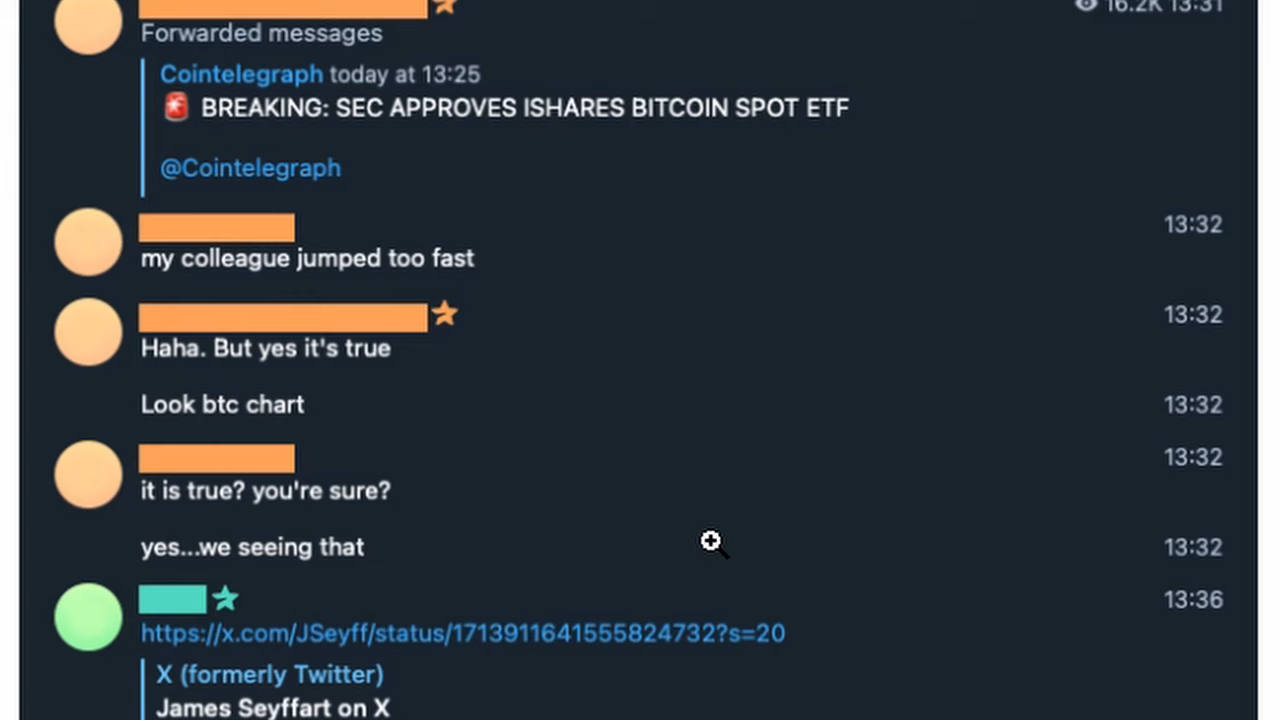 16.2K 13:31
Forwarded messages
Cointelegraph today at 13:25
🚨 BREAKING: SEC APPROVES ISHARES BITCOIN SPOT ETF
@Cointelegraph
13:32
my colleague jumped too fast
13:32
Haha. But yes it's true
Look btc chart 13:32
13:32
it is true? you're sure?
yes...we seeing that 13:32
13:36
https://x.com/JSeyff/status/1713911641555824732?s=20
X (formerly Twitter)
James Seyffart on X